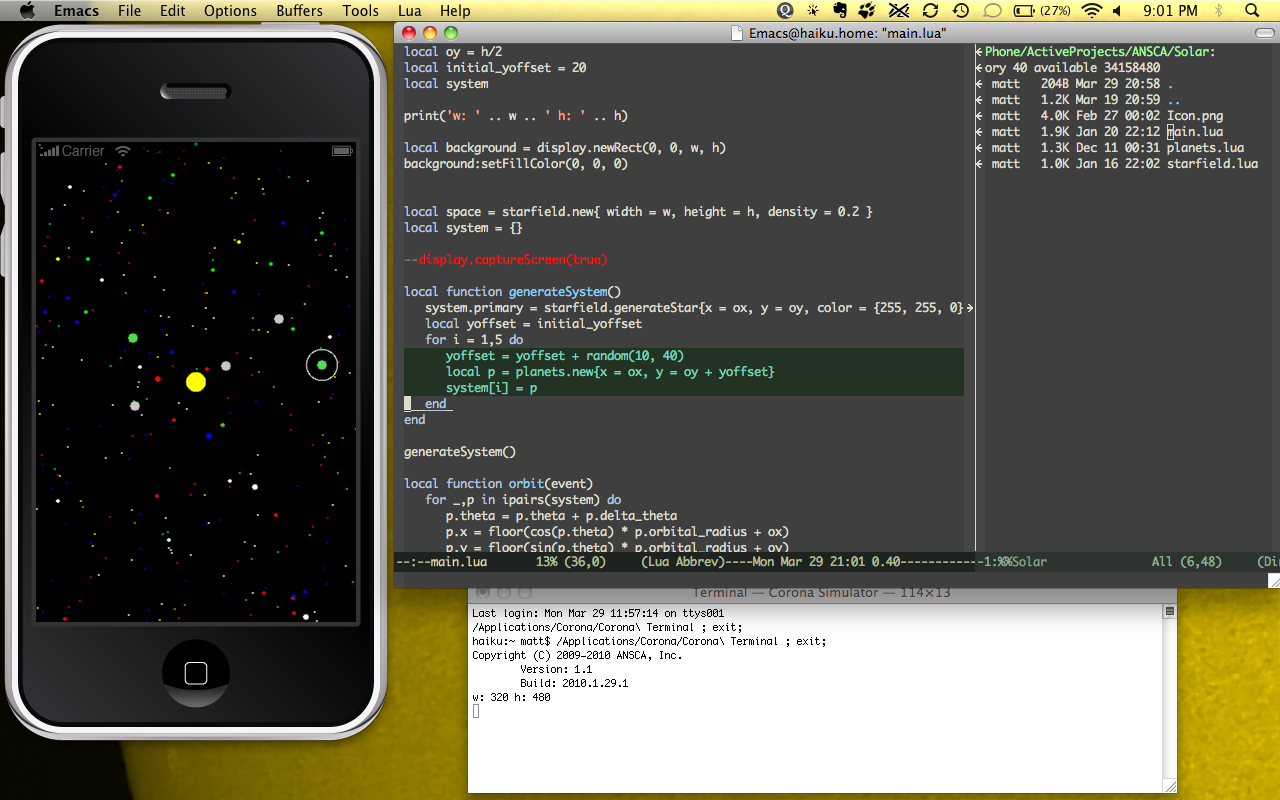 Emacs File Edit Options Buffers Tools Lua Help (27%) 9:01 PM
Carrier
Emacs@haiku.home: "main.lua"
local oy = h/2
local initial_yoffset = 20
local system
print('w: ' .. w .. ' h: ' .. h)
local background = display.newRect(0, 0, w, h)
background:setFillColor(0, 0, 0)
local space = starfield.new{ width = w, height = h, density = 0.2 }
local system = {}
--display.captureScreen(true)
local function generateSystem()
system.primary = starfield.generateStar{x = ox, y = oy, color = {255, 255, 0}
local yoffset = initial_yoffset
for i = 1,5 do
yoffset = yoffset + random(10, 40)
local p = planets.new{x = ox, y = oy + yoffset}
system[i] = p
end
end
generateSystem()
local function orbit(event)
for _,p in ipairs(system) do
p.theta = p.theta + p.delta_theta
p.x = floor(cos(p.theta) * p.orbital_radius + ox)
p.y = floor(sin(p.theta) * p.orbital_radius + oy)
--:--main.lua 13% (36,0) (Lua Abbrev)----Mon Mar 29 21:01 0.40------------
Phone/ActiveProjects/ANSCA/Solar:
ory 40 available 34158480
matt 204B Mar 29 20:58 .
matt 1.2K Mar 19 20:59 ..
matt 4.0K Feb 27 00:02 Icon.png
matt 1.9K Jan 20 22:12 main.lua
matt 1.3K Dec 11 00:31 planets.lua
matt 1.0K Jan 16 22:02 starfield.lua
-1:%%Solar All (6,48) (Di
Terminal — Corona Simulator — 114×13
Last login: Mon Mar 29 11:57:14 on ttys001
/Applications/Corona/Corona\ Terminal ; exit;
haiku:~ matt$ /Applications/Corona/Corona\ Terminal ; exit;
Copyright (C) 2009-2010 ANSCA, Inc.
Version: 1.1
Build: 2010.1.29.1
w: 320 h: 480